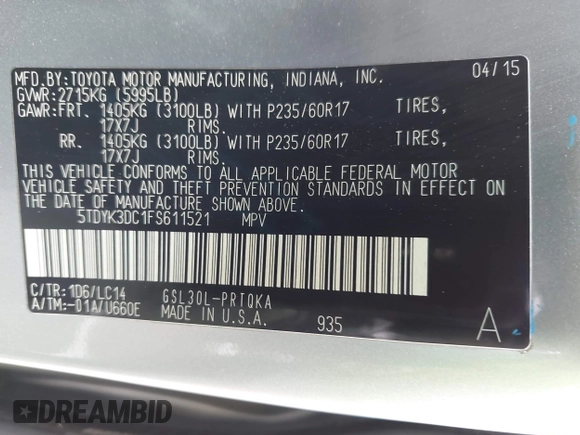 MFD.BY:TOYOTA MOTOR MANUFACTURING, INDIANA, INC. 04/15
GVWR:2715KG (5995LB)
GAWR:FRT. 1405KG (3100LB) WITH P235/60R17 TIRES,
17X7J RIMS.
RR. 1405KG (3100LB) WITH P235/60R17 TIRES,
17X7J RIMS.
THIS VEHICLE CONFORMS TO ALL APPLICABLE FEDERAL MOTOR
VEHICLE SAFETY AND THEFT PREVENTION STANDARDS IN EFFECT ON
THE DATE OF MANUFACTURE SHOWN ABOVE.
5TDYK3DC1FS611521 MPV
C/TR:1D6/LC14 GSL30L-PRTQKA
A/TM:-01A/U660E MADE IN U.S.A. 935 A
DREAMBID